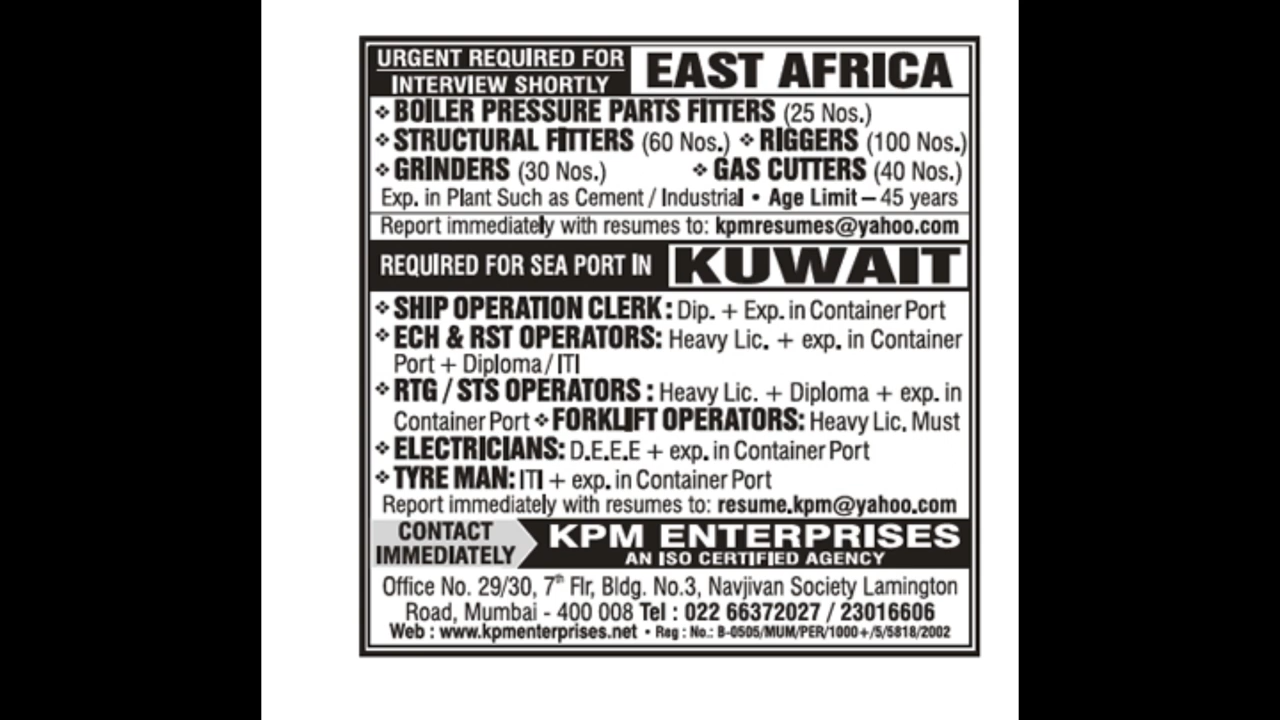 URGENT REQUIRED FOR
INTERVIEW SHORTLY
EAST AFRICA
❖ BOILER PRESSURE PARTS FITTERS (25 Nos.)
❖ STRUCTURAL FITTERS (60 Nos.) ❖ RIGGERS (100 Nos.)
❖ GRINDERS (30 Nos.) ❖ GAS CUTTERS (40 Nos.)
Exp. in Plant Such as Cement / Industrial • Age Limit – 45 years
Report immediately with resumes to: kpmresumes@yahoo.com
REQUIRED FOR SEA PORT IN KUWAIT
❖ SHIP OPERATION CLERK: Dip. + Exp. in Container Port
❖ ECH & RST OPERATORS: Heavy Lic. + exp. in Container
Port + Diploma / ITI
❖ RTG / STS OPERATORS : Heavy Lic. + Diploma + exp. in
Container Port ❖ FORKLIFT OPERATORS: Heavy Lic. Must
❖ ELECTRICIANS: D.E.E.E + exp. in Container Port
❖ TYRE MAN: ITI + exp. in Container Port
Report immediately with resumes to: resume.kpm@yahoo.com
CONTACT
IMMEDIATELY
KPM ENTERPRISES
AN ISO CERTIFIED AGENCY
Office No. 29/30, 7th Flr, Bldg. No.3, Navjivan Society Lamington
Road, Mumbai - 400 008 Tel : 022 66372027 / 23016606
Web : www.kpmenterprises.net • Reg : No.: B-0505/MUM/PER/1000+/5/5818/2002